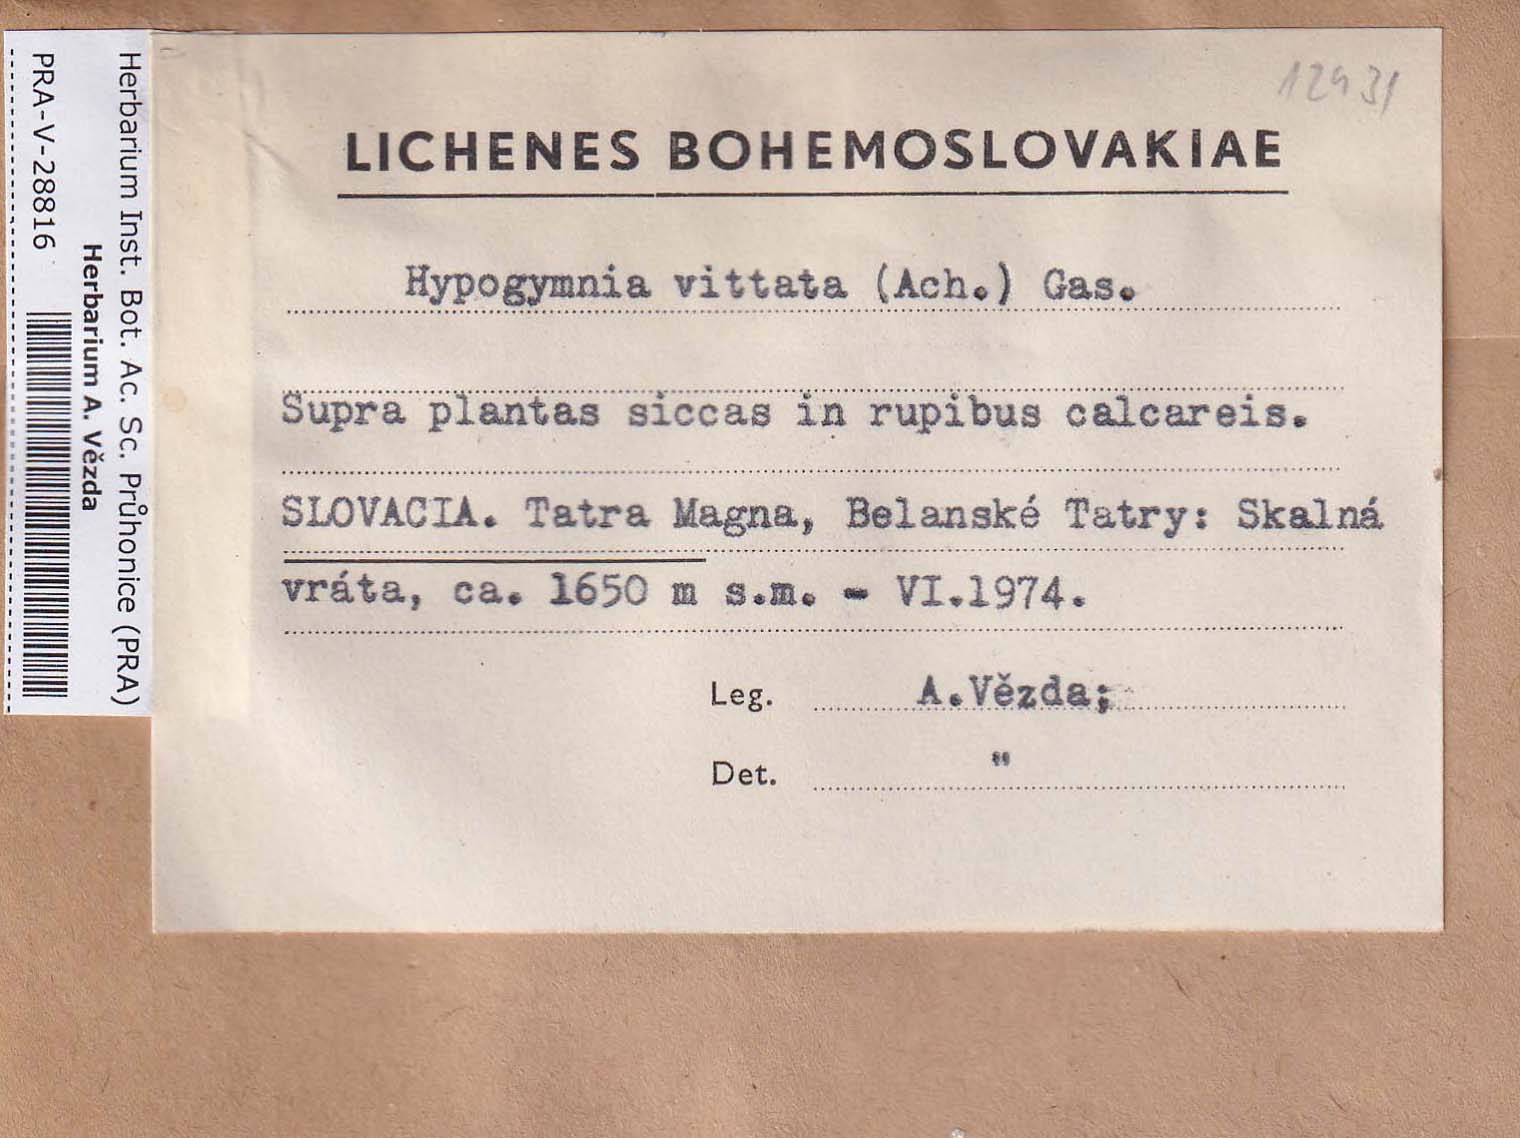 Herbarium Inst. Bot. Ac. Sc. Průhonice (PRA)
Herbarium A. Vězda
PRA-V-28816
12431
LICHENES BOHEMOSLOVAKIAE
Hypogymnia vittata (Ach.) Gas.
Supra plantas siccas in rupibus calcareis.
SLOVACIA. Tatra Magna, Belanské Tatry: Skalná
vráta, ca. 1650 m s.m. - VI.1974.
Leg. A.Vězda;
Det. "